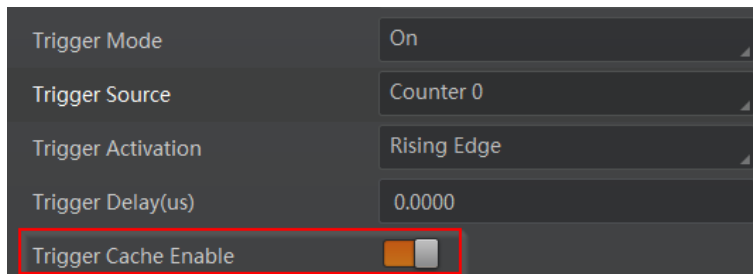 Trigger Mode On
Trigger Source Counter 0
Trigger Activation Rising Edge
Trigger Delay(us) 0.0000
Trigger Cache Enable